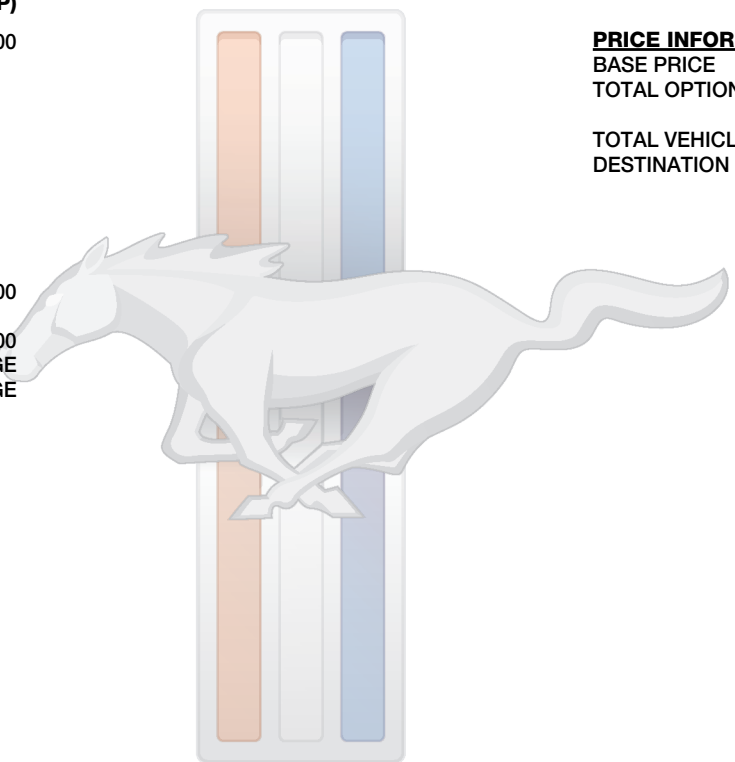 P)
00
00
00
GE
GE
PRICE INFOR
BASE PRICE
TOTAL OPTION
TOTAL VEHICL
DESTINATION